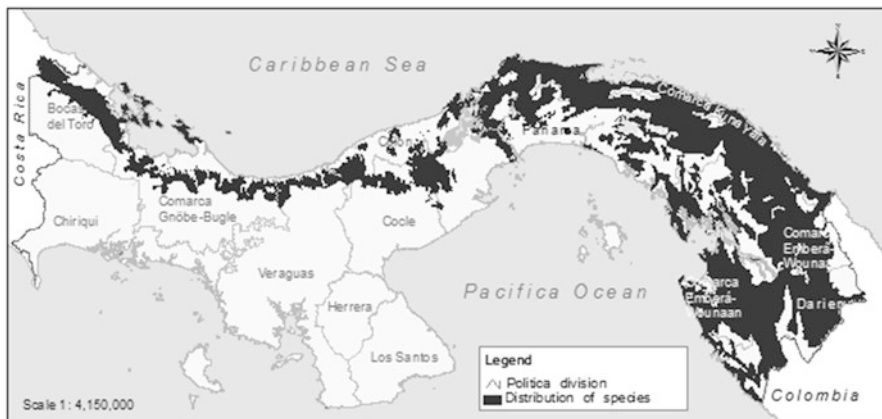 Caribbean Sea
Costa Rica
Bocas
del Toro
Colon
Panama
Comarca Kuna Yala
Chiriqui
Comarca
Gnöbe-Bugle
Cocle
Veraguas
Herrera
Los Santos
Pacifica Ocean
Comarca
Emberá-
Wounaan
Comarca
Emberá-
Wounaan
Darien
Colombia
Legend
Politica division
Distribution of species
Scale 1: 4,150,000